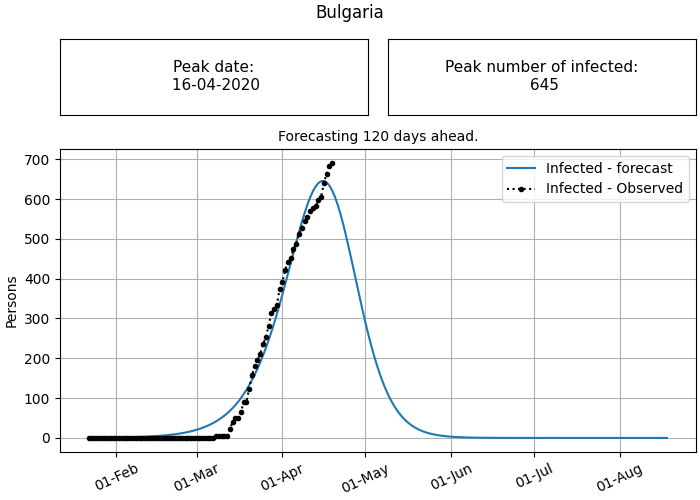 Bulgaria
Peak date:
16-04-2020
Peak number of infected:
645
Forecasting 120 days ahead.
Infected - forecast
Infected - Observed
Persons
700
600
500
400
300
200
100
0
01-Feb
01-Mar
01-Apr
01-May
01-Jun
01-Jul
01-Aug